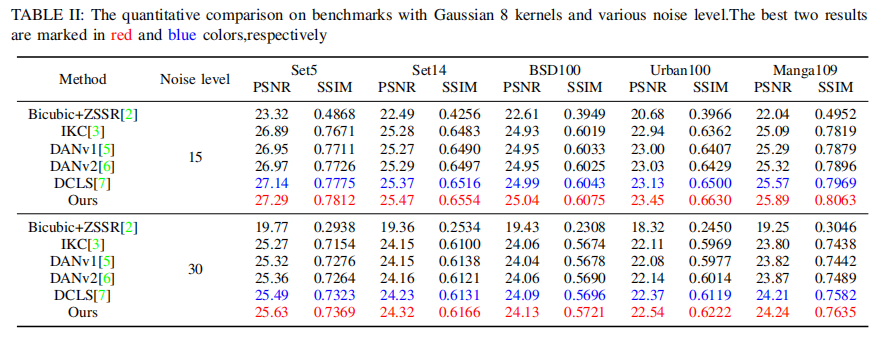 TABLE II: The quantitative comparison on benchmarks with Gaussian 8 kernels and various noise level.The best two results
are marked in red and blue colors,respectively
Method Noise level Set5 Set14 BSD100 Urban100 Manga109
PSNR SSIM PSNR SSIM PSNR SSIM PSNR SSIM PSNR SSIM
Bicubic+ZSSR[2] 23.32 0.4868 22.49 0.4256 22.61 0.3949 20.68 0.3966 22.04 0.4952
IKC[3] 26.89 0.7671 25.28 0.6483 24.93 0.6019 22.94 0.6362 25.09 0.7819
DANv1[5] 26.95 0.7711 25.27 0.6490 24.95 0.6033 23.00 0.6407 25.29 0.7879
15
DANv2[6] 26.97 0.7726 25.29 0.6497 24.95 0.6025 23.03 0.6429 25.32 0.7896
DCLS[7] 27.14 0.7775 25.37 0.6516 24.99 0.6043 23.13 0.6500 25.57 0.7969
Ours 27.29 0.7812 25.47 0.6554 25.04 0.6075 23.45 0.6630 25.89 0.8063
Bicubic+ZSSR[2] 19.77 0.2938 19.36 0.2534 19.43 0.2308 18.32 0.2450 19.25 0.3046
IKC[3] 25.27 0.7154 24.15 0.6100 24.06 0.5674 22.11 0.5969 23.80 0.7438
DANv1[5] 25.32 0.7276 24.15 0.6138 24.04 0.5678 22.08 0.5977 23.82 0.7442
30
DANv2[6] 25.36 0.7264 24.16 0.6121 24.06 0.5690 22.14 0.6014 23.87 0.7489
DCLS[7] 25.49 0.7323 24.23 0.6131 24.09 0.5696 22.37 0.6119 24.21 0.7582
Ours 25.63 0.7369 24.32 0.6166 24.13 0.5721 22.54 0.6222 24.24 0.7635